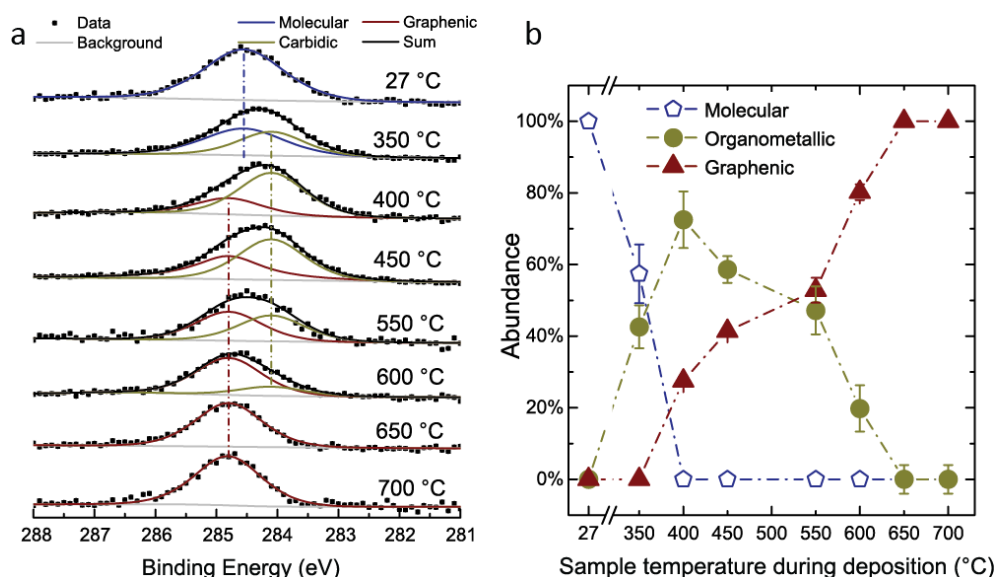 a
Data Molecular Graphenic
Background Carbidic Sum
27 °C
350 °C
400 °C
450 °C
550 °C
600 °C
650 °C
700 °C
288 287 286 285 284 283 282 281
Binding Energy (eV)
b
Molecular
Organometallic
Graphenic
100%
80%
60%
40%
20%
0%
Abundance
27 350 400 450 500 550 600 650 700
Sample temperature during deposition (°C)